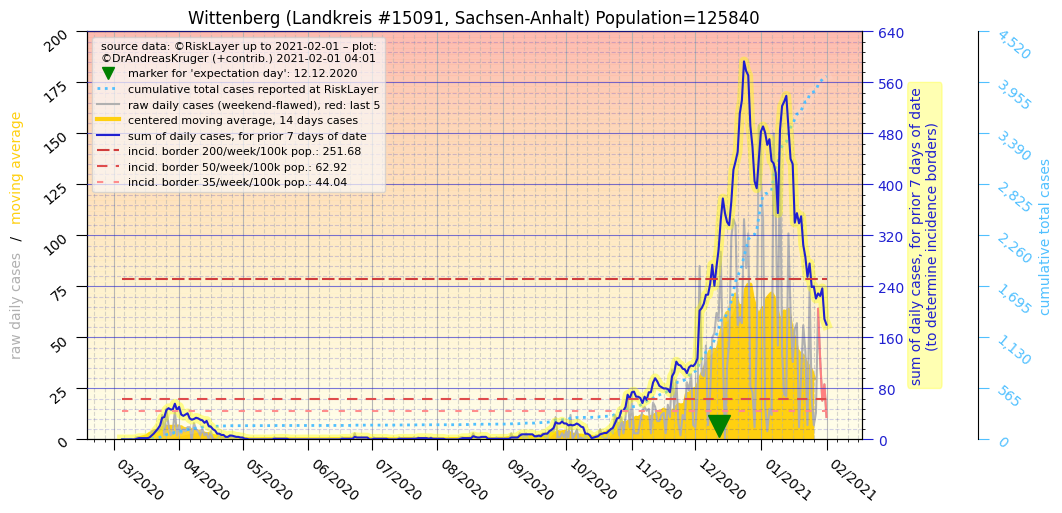 Wittenberg (Landkreis #15091, Sachsen-Anhalt) Population=125840
source data: ©RiskLayer up to 2021-02-01 – plot:
©DrAndreasKruger (+contrib.) 2021-02-01 04:01
marker for 'expectation day': 12.12.2020
cumulative total cases reported at RiskLayer
raw daily cases (weekend-flawed), red: last 5
centered moving average, 14 days cases
sum of daily cases, for prior 7 days of date
incid. border 200/week/100k pop.: 251.68
incid. border 50/week/100k pop.: 62.92
incid. border 35/week/100k pop.: 44.04
raw daily cases / moving average
200
175
150
125
100
75
50
25
0
03/2020
04/2020
05/2020
06/2020
07/2020
08/2020
09/2020
10/2020
11/2020
12/2020
01/2021
02/2021
640
560
480
400
320
240
160
80
0
sum of daily cases, for prior 7 days of date
(to determine incidence borders)
4,520
3,955
3,390
2,825
2,260
1,695
1,130
565
0
cumulative total cases